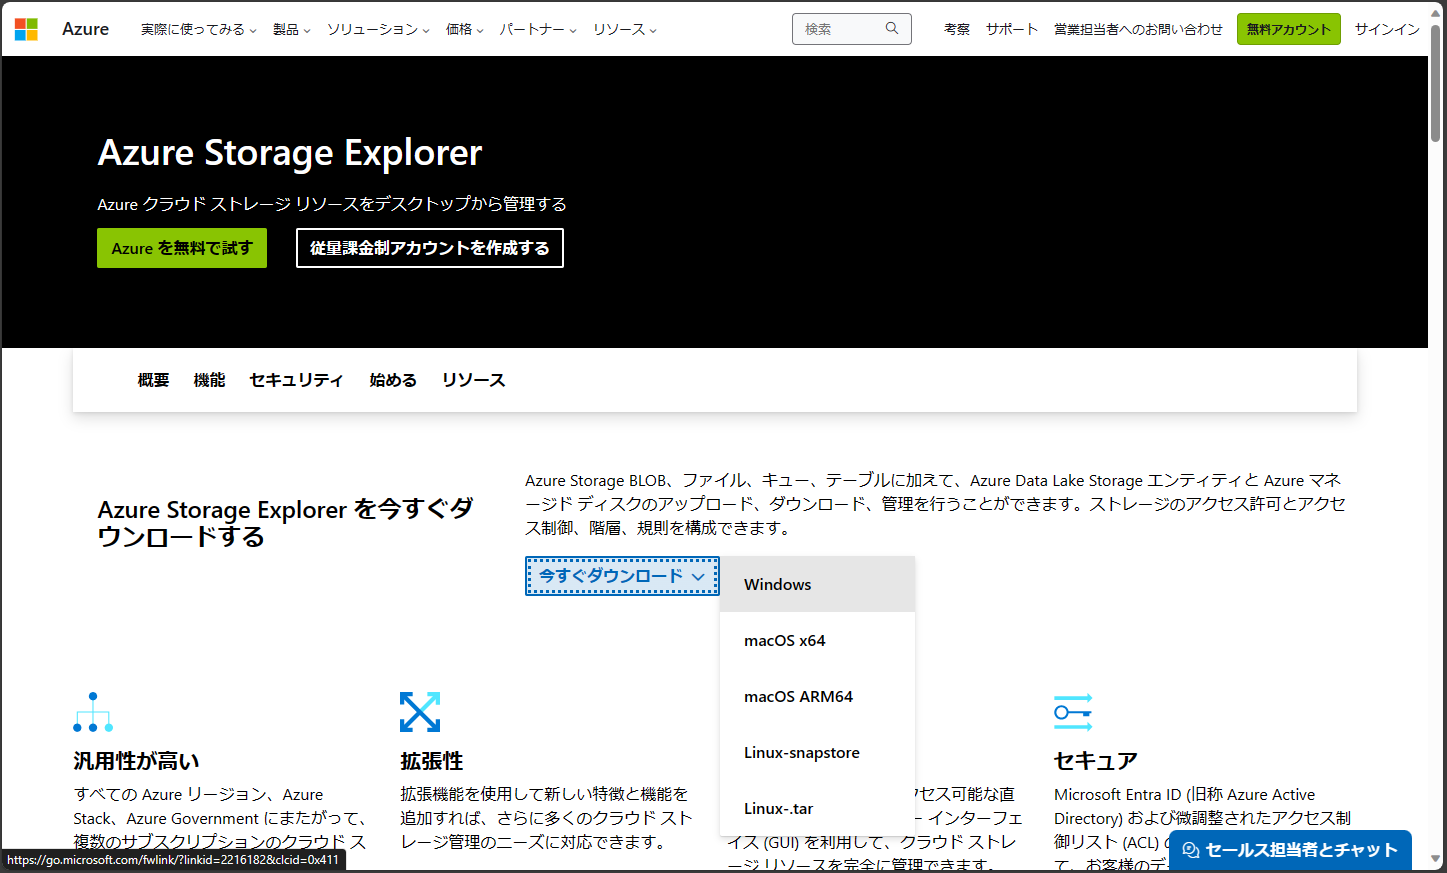 Azure
実際に使ってみる
製品
ソリューション
価格
パートナー
リソース
検索
考察
サポート
営業担当者へのお問い合わせ
無料アカウント
サインイン
Azure Storage Explorer
Azure クラウド ストレージ リソースをデスクトップから管理する
Azure を無料で試す
従量課金制アカウントを作成する
概要
機能
セキュリティ
始める
リソース
Azure Storage Explorer を今すぐダ
ウンロードする
Azure Storage BLOB、ファイル、キュー、テーブルに加えて、Azure Data Lake Storage エンティティと Azure マネ
ージド ディスクのアップロード、ダウンロード、管理を行うことができます。ストレージのアクセス許可とアクセ
ス制御、階層、規則を構成できます。
今すぐダウンロード
Windows
macOS x64
macOS ARM64
Linux-snapstore
Linux-.tar
汎用性が高い
すべての Azure リージョン、Azure
Stack、Azure Government にまたがって、
複数のサブスクリプションのクラウド ス
拡張性
拡張機能を使用して新しい特徴と機能を
追加すれば、さらに多くのクラウド スト
レージ管理のニーズに対応できます。
クセス可能な直
ー インターフェ
イス (GUI) を利用して、クラウド ストレ
ージ リソースを完全に管理できます。
セキュア
Microsoft Entra ID (旧称 Azure Active
Directory) および微調整されたアクセス制
御リスト (ACL)
て、お客様のデ
セールス担当者とチャット
https://go.microsoft.com/fwlink/?linkid=2216182&clcid=0x411